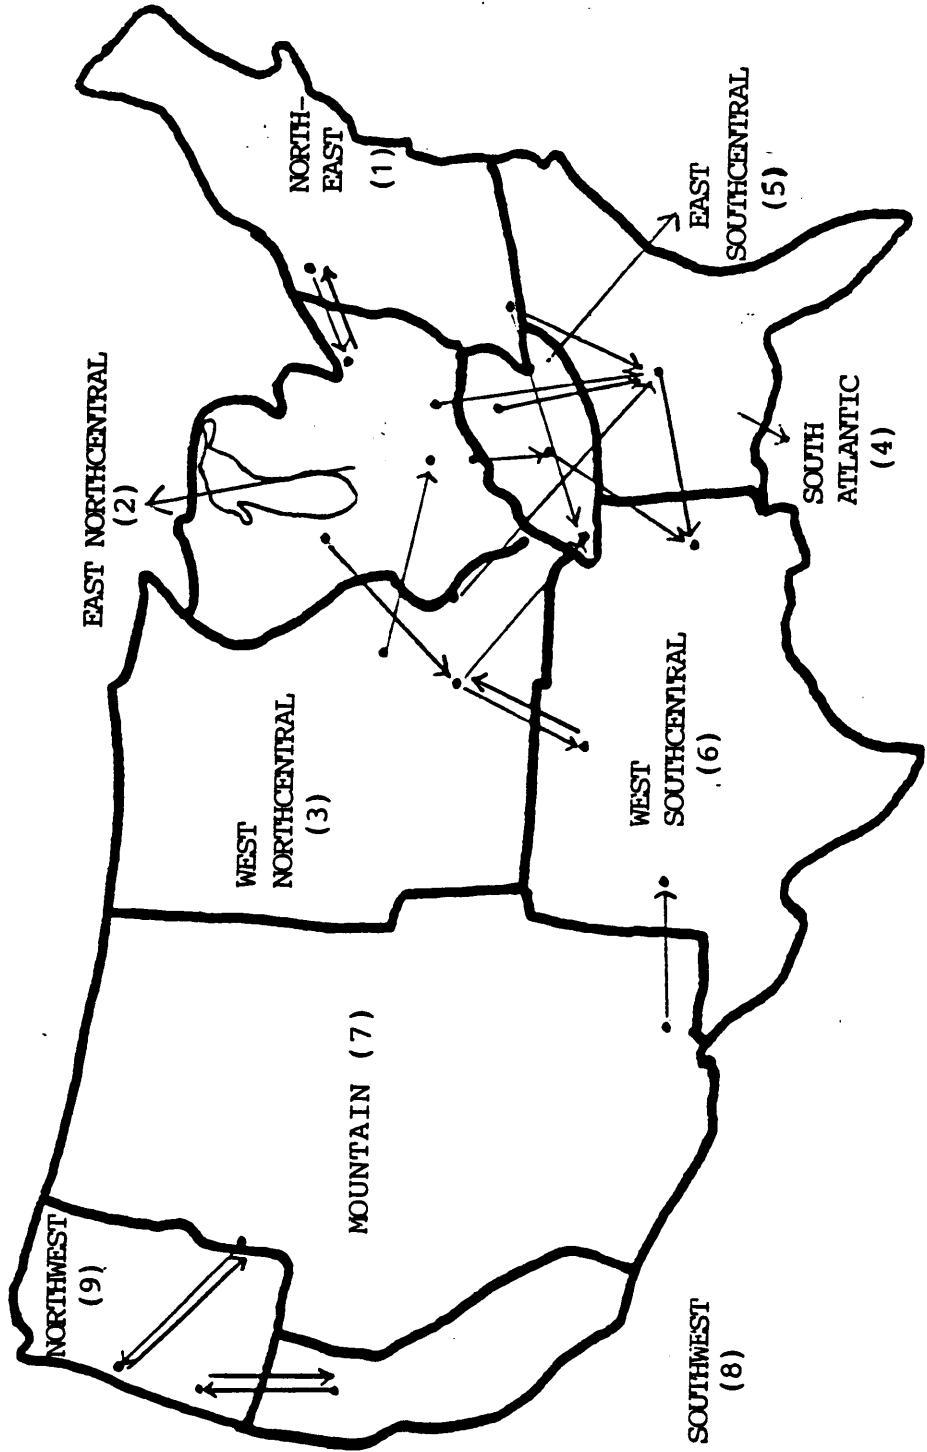 NORTHWEST
(9)
MOUNTAIN (7)
SOUTHWEST
(8)
WEST
NORTHCENTRAL
(3)
WEST
SOUTHCENTRAL
(6)
EAST NORTHCENTRAL
(2)
SOUTH
ATLANTIC
(4)
NORTH-
EAST
(1)
EAST
SOUTHCENTRAL
(5)